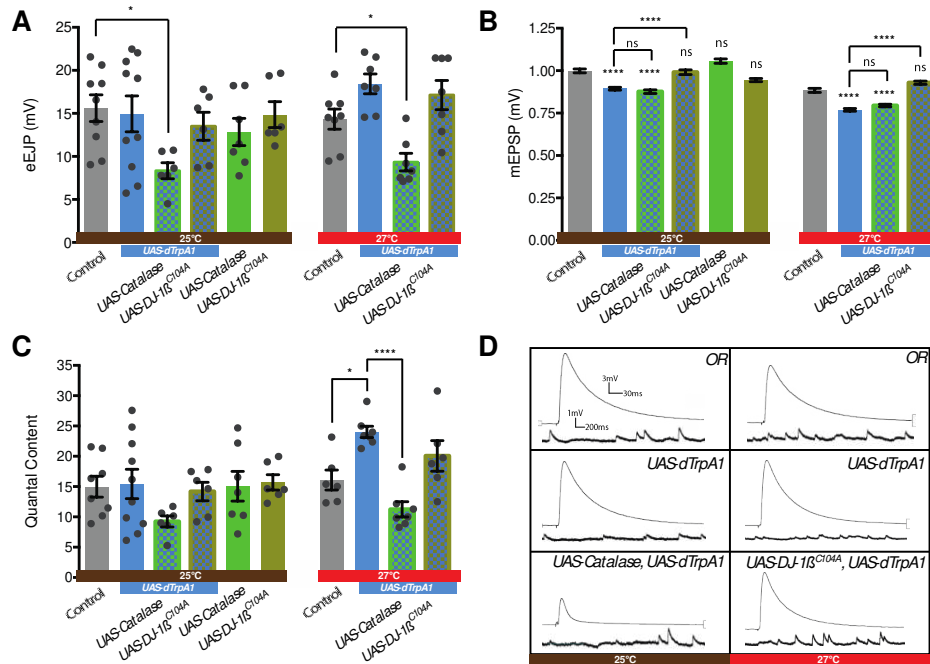 A
eEJP (mV)
25
20
15
10
5
0
*
*
25°C
27°C
UAS-dTrpA1
UAS-dTrpA1
Control
UAS-Catalase
UAS-DJ-1ß^C104A
UAS-Catalase
UAS-DJ-1ß^C104A
Control
UAS-Catalase
UAS-DJ-1ß^C104A
B
mEPSP (mV)
1.25
1.00
0.75
0.50
0.25
0.00
****
ns
**** **** ns ns ns
****
ns
**** **** ****
25°C
27°C
UAS-dTrpA1
UAS-dTrpA1
Control
UAS-Catalase
UAS-DJ-1ß^C104A
UAS-Catalase
UAS-DJ-1ß^C104A
Control
UAS-Catalase
UAS-DJ-1ß^C104A
C
Quantal Content
35
30
25
20
15
10
5
0
*
****
25°C
27°C
UAS-dTrpA1
UAS-dTrpA1
Control
UAS-Catalase
UAS-DJ-1ß^C104A
UAS-Catalase
UAS-DJ-1ß^C104A
Control
UAS-Catalase
UAS-DJ-1ß^C104A
D
OR
OR
3mV
30ms
1mV
200ms
UAS-dTrpA1
UAS-dTrpA1
UAS-Catalase, UAS-dTrpA1
UAS-DJ-1ß^C104A, UAS-dTrpA1
25°C
27°C